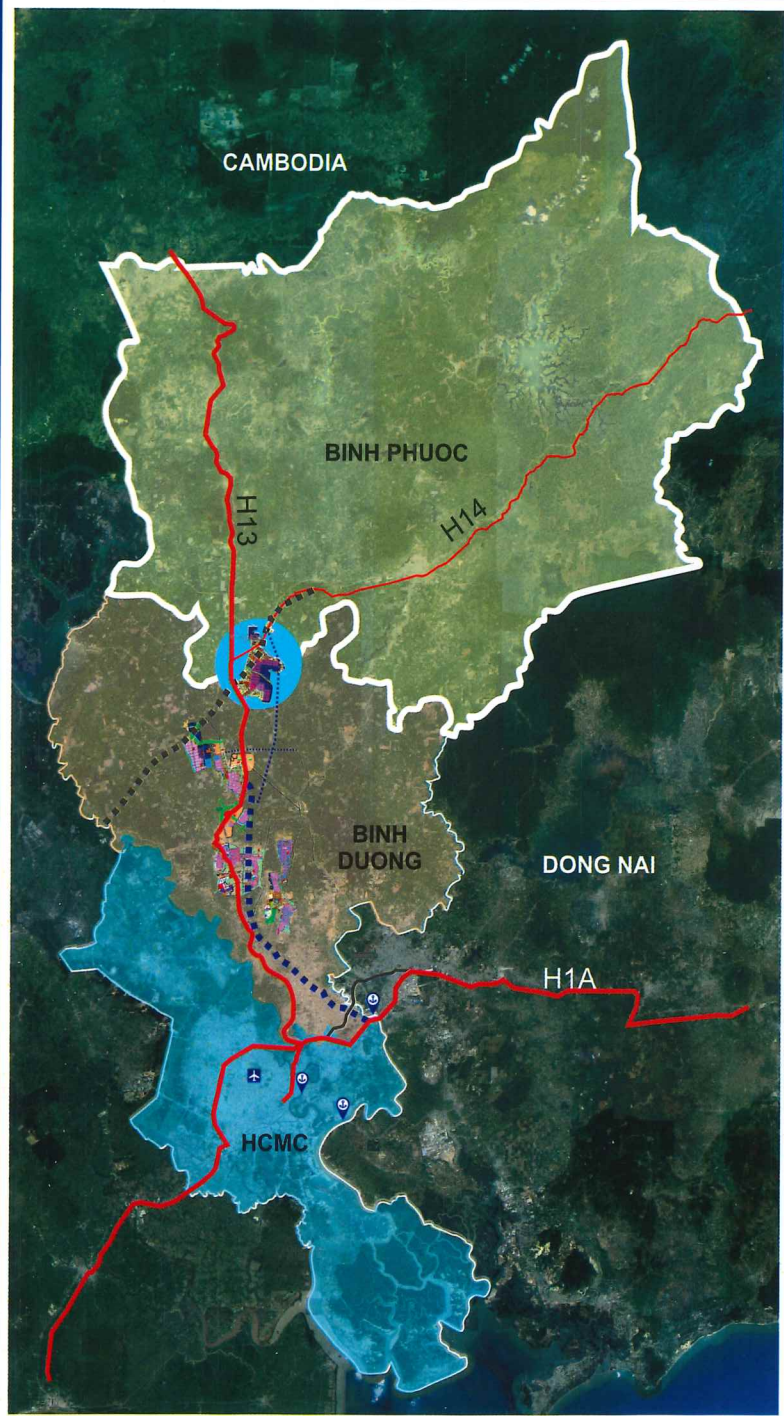 CAMBODIA
BINH PHUOC
H13
H14
BINH
DUONG
DONG NAI
H1A
HCMC